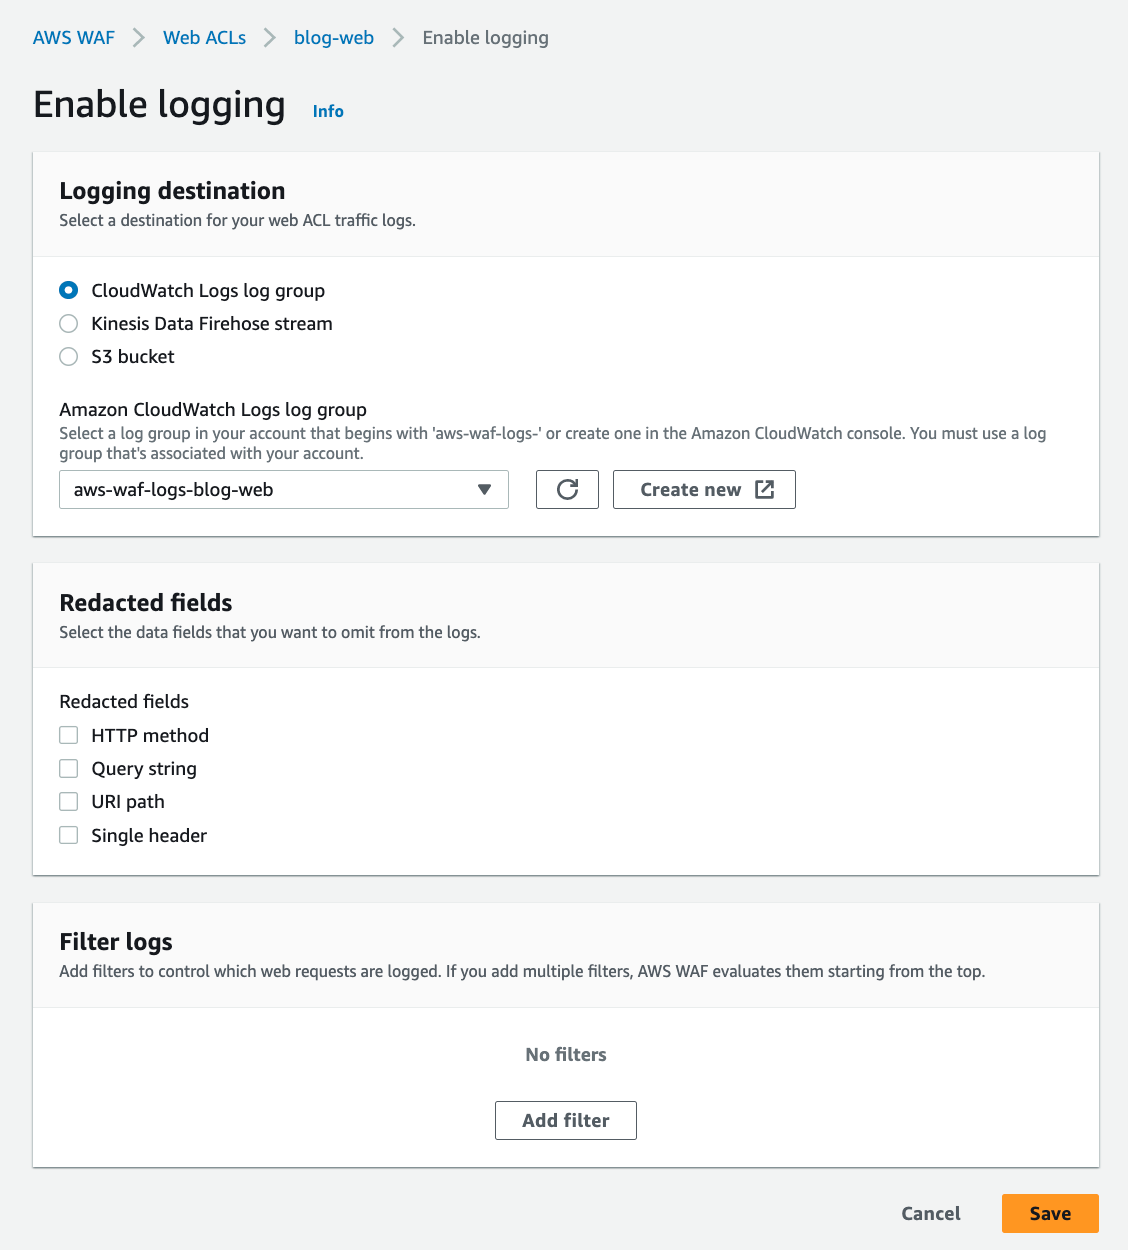 AWS WAF > Web ACLs > blog-web > Enable logging
Enable logging Info
Logging destination
Select a destination for your web ACL traffic logs.
CloudWatch Logs log group
Kinesis Data Firehose stream
S3 bucket
Amazon CloudWatch Logs log group
Select a log group in your account that begins with 'aws-waf-logs-' or create one in the Amazon CloudWatch console. You must use a log
group that's associated with your account.
aws-waf-logs-blog-web Create new
Redacted fields
Select the data fields that you want to omit from the logs.
Redacted fields
HTTP method
Query string
URI path
Single header
Filter logs
Add filters to control which web requests are logged. If you add multiple filters, AWS WAF evaluates them starting from the top.
No filters
Add filter
Cancel Save